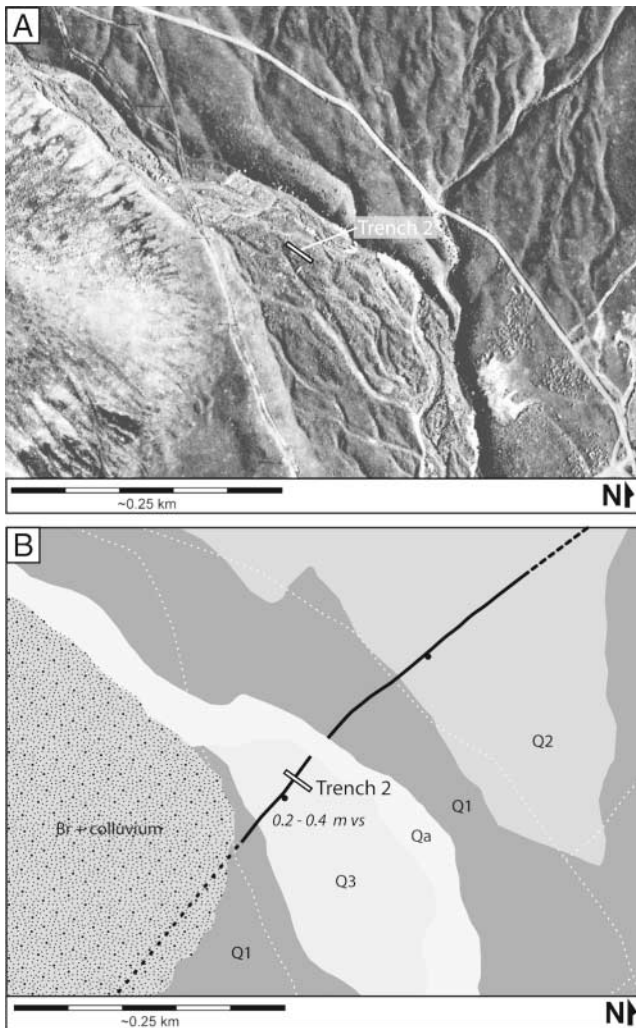 A
Trench 2
~0.25 km
N
B
Q2
Trench 2
Q1
0.2 - 0.4 m vs
Br + colluvium
Qa
Q3
Q1
~0.25 km
N